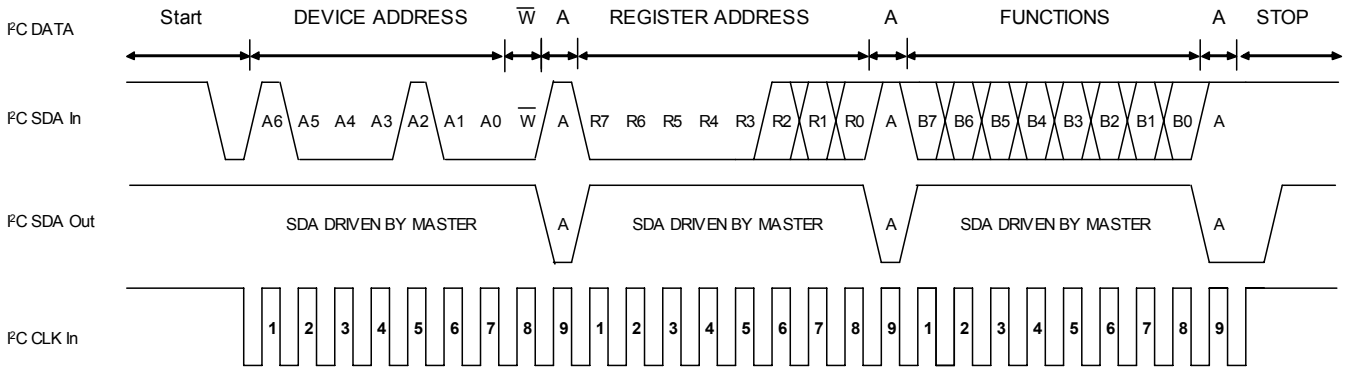 I²C DATA Start DEVICE ADDRESS W̅ A REGISTER ADDRESS A FUNCTIONS A STOP
I²C SDA In A6 A5 A4 A3 A2 A1 A0 W̅ A R7 R6 R5 R4 R3 R2 R1 R0 A B7 B6 B5 B4 B3 B2 B1 B0 A
I²C SDA Out SDA DRIVEN BY MASTER A SDA DRIVEN BY MASTER A SDA DRIVEN BY MASTER A
I²C CLK In 1 2 3 4 5 6 7 8 9 1 2 3 4 5 6 7 8 9 1 2 3 4 5 6 7 8 9